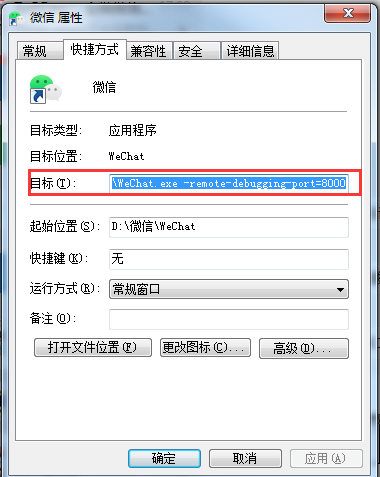 微信 属性
常规
快捷方式
兼容性
安全
详细信息
微信
目标类型: 应用程序
目标位置: WeChat
目标(T): \WeChat.exe -remote-debugging-port=8000
起始位置(S): D:\微信\WeChat
快捷键(K): 无
运行方式(R): 常规窗口
备注(O):
打开文件位置(F) 更改图标(C)... 高级(D)...
确定 取消 应用(A)